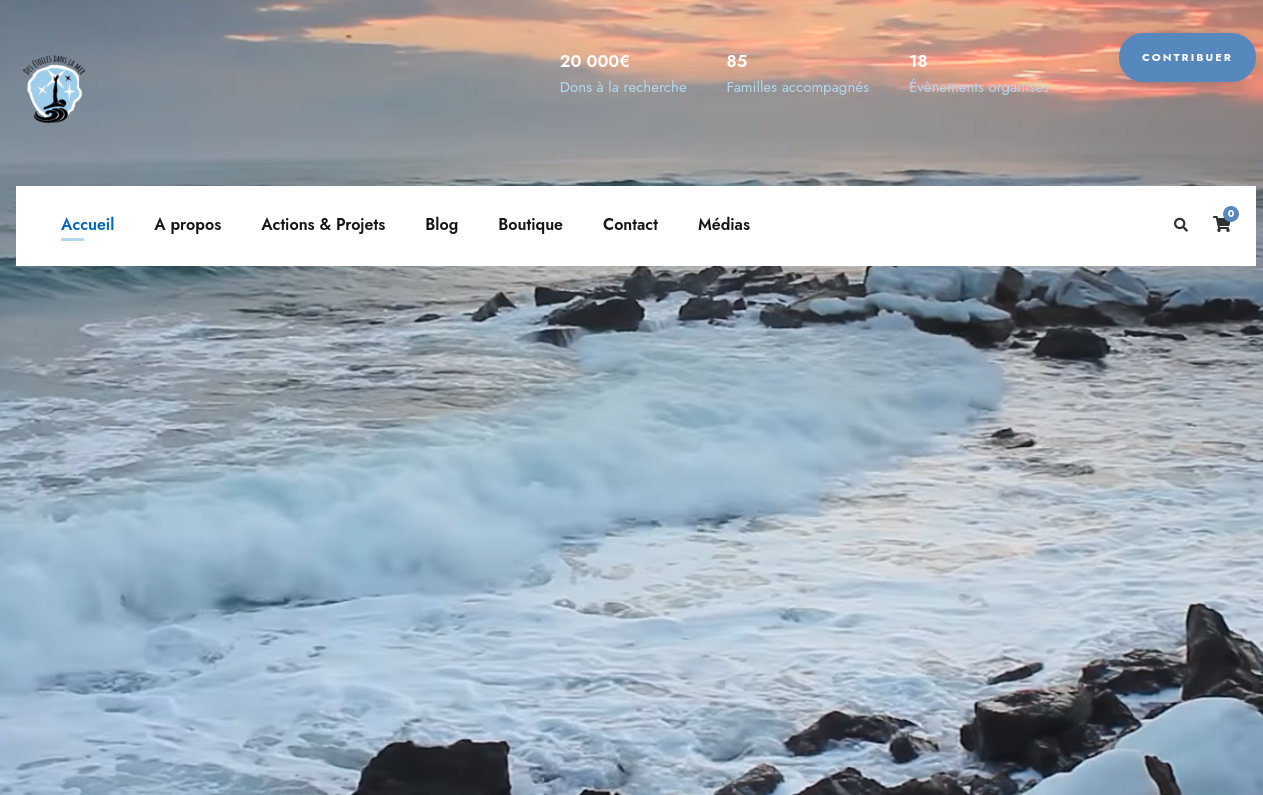 DES ÉTOILES DANS LA MER
20 000€
Dons à la recherche
85
Familles accompagnés
18
Évènements organisés
CONTRIBUER
Accueil
A propos
Actions & Projets
Blog
Boutique
Contact
Médias
0